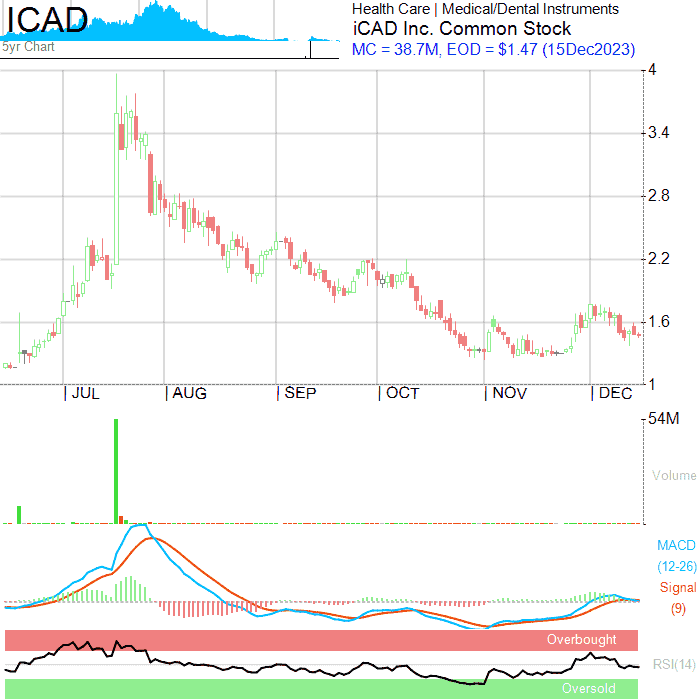 ICAD
5yr Chart
Health Care | Medical/Dental Instruments
iCAD Inc. Common Stock
MC = 38.7M, EOD = $1.47 (15Dec2023)
4
3.4
2.8
2.2
1.6
1
| JUL | AUG | SEP | OCT | NOV | DEC
54M
Volume
MACD
(12-26)
Signal
(9)
Overbought
RSI(14)
Oversold